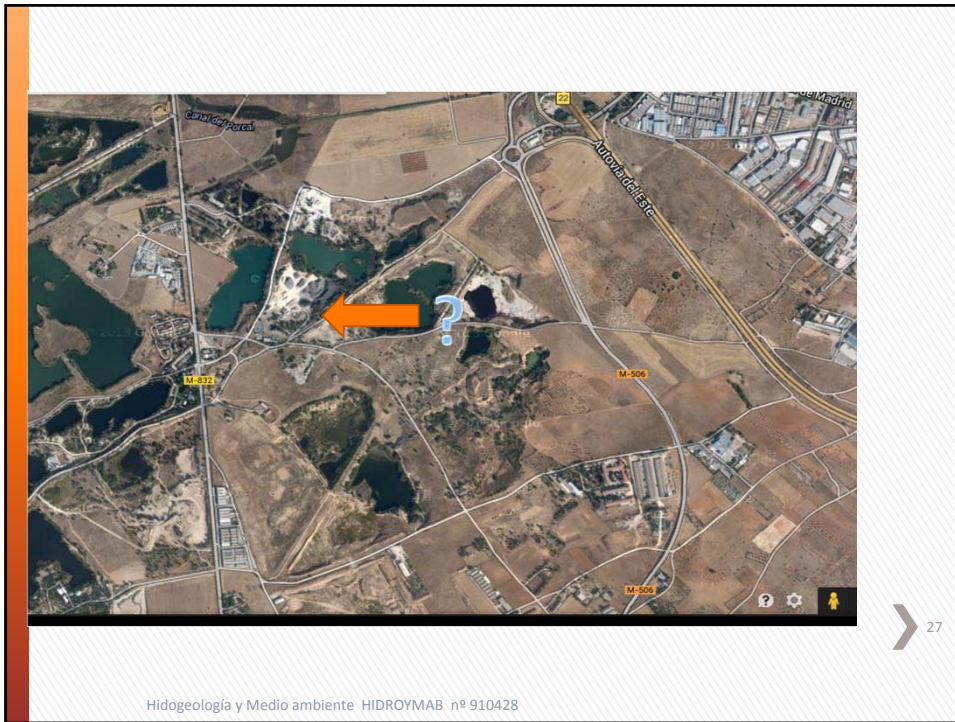 22
de Madrid
Canal del Porcal
Autovía del Este
?
M-506
M-832
M-506
?
27
Hidogeología y Medio ambiente HIDROYMAB nº 910428